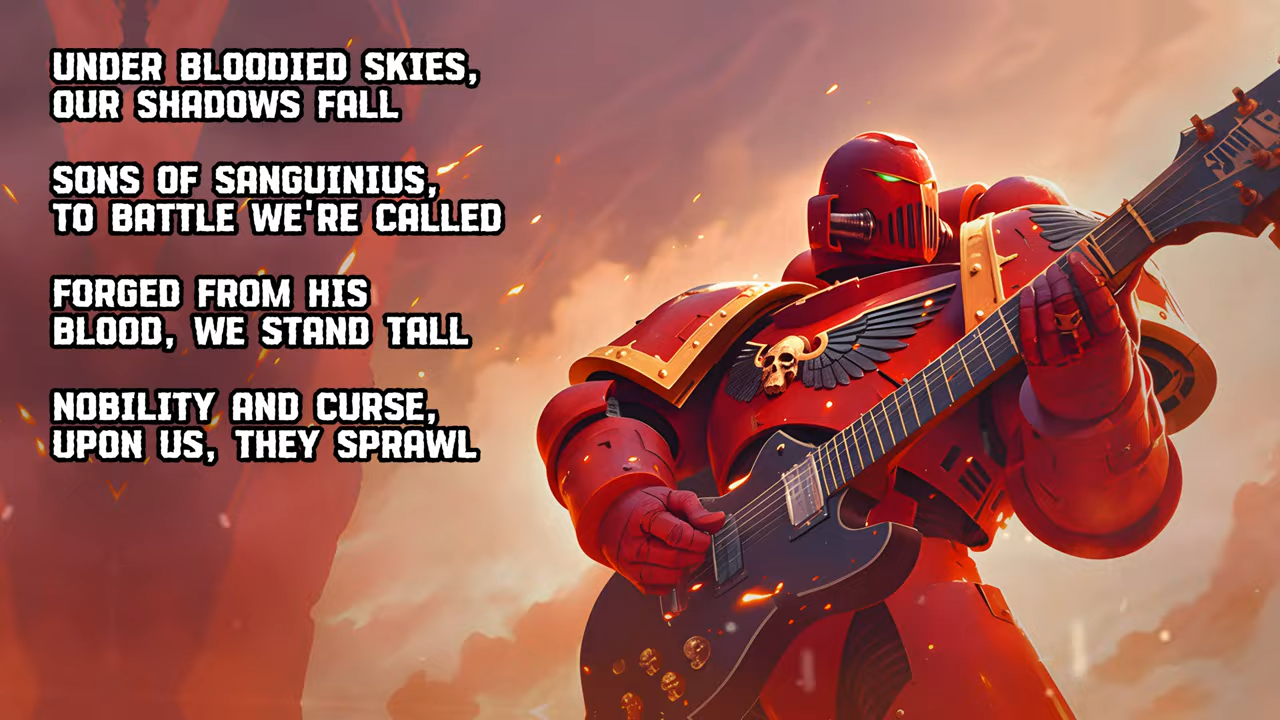 UNDER BLOODIED SKIES,
OUR SHADOWS FALL
SONS OF SANGUINIUS,
TO BATTLE WE'RE CALLED
FORGED FROM HIS
BLOOD, WE STAND TALL
NOBILITY AND CURSE,
UPON US, THEY SPRAWL